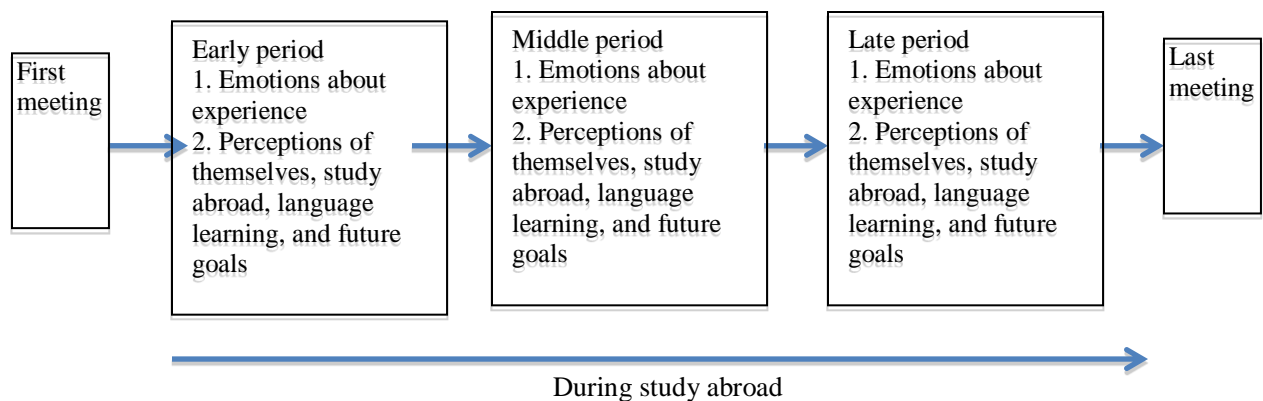 First
meeting
Early period
1. Emotions about
experience
2. Perceptions of
themselves, study
abroad, language
learning, and future
goals
Middle period
1. Emotions about
experience
2. Perceptions of
themselves, study
abroad, language
learning, and future
goals
Late period
1. Emotions about
experience
2. Perceptions of
themselves, study
abroad, language
learning, and future
goals
Last
meeting
During study abroad